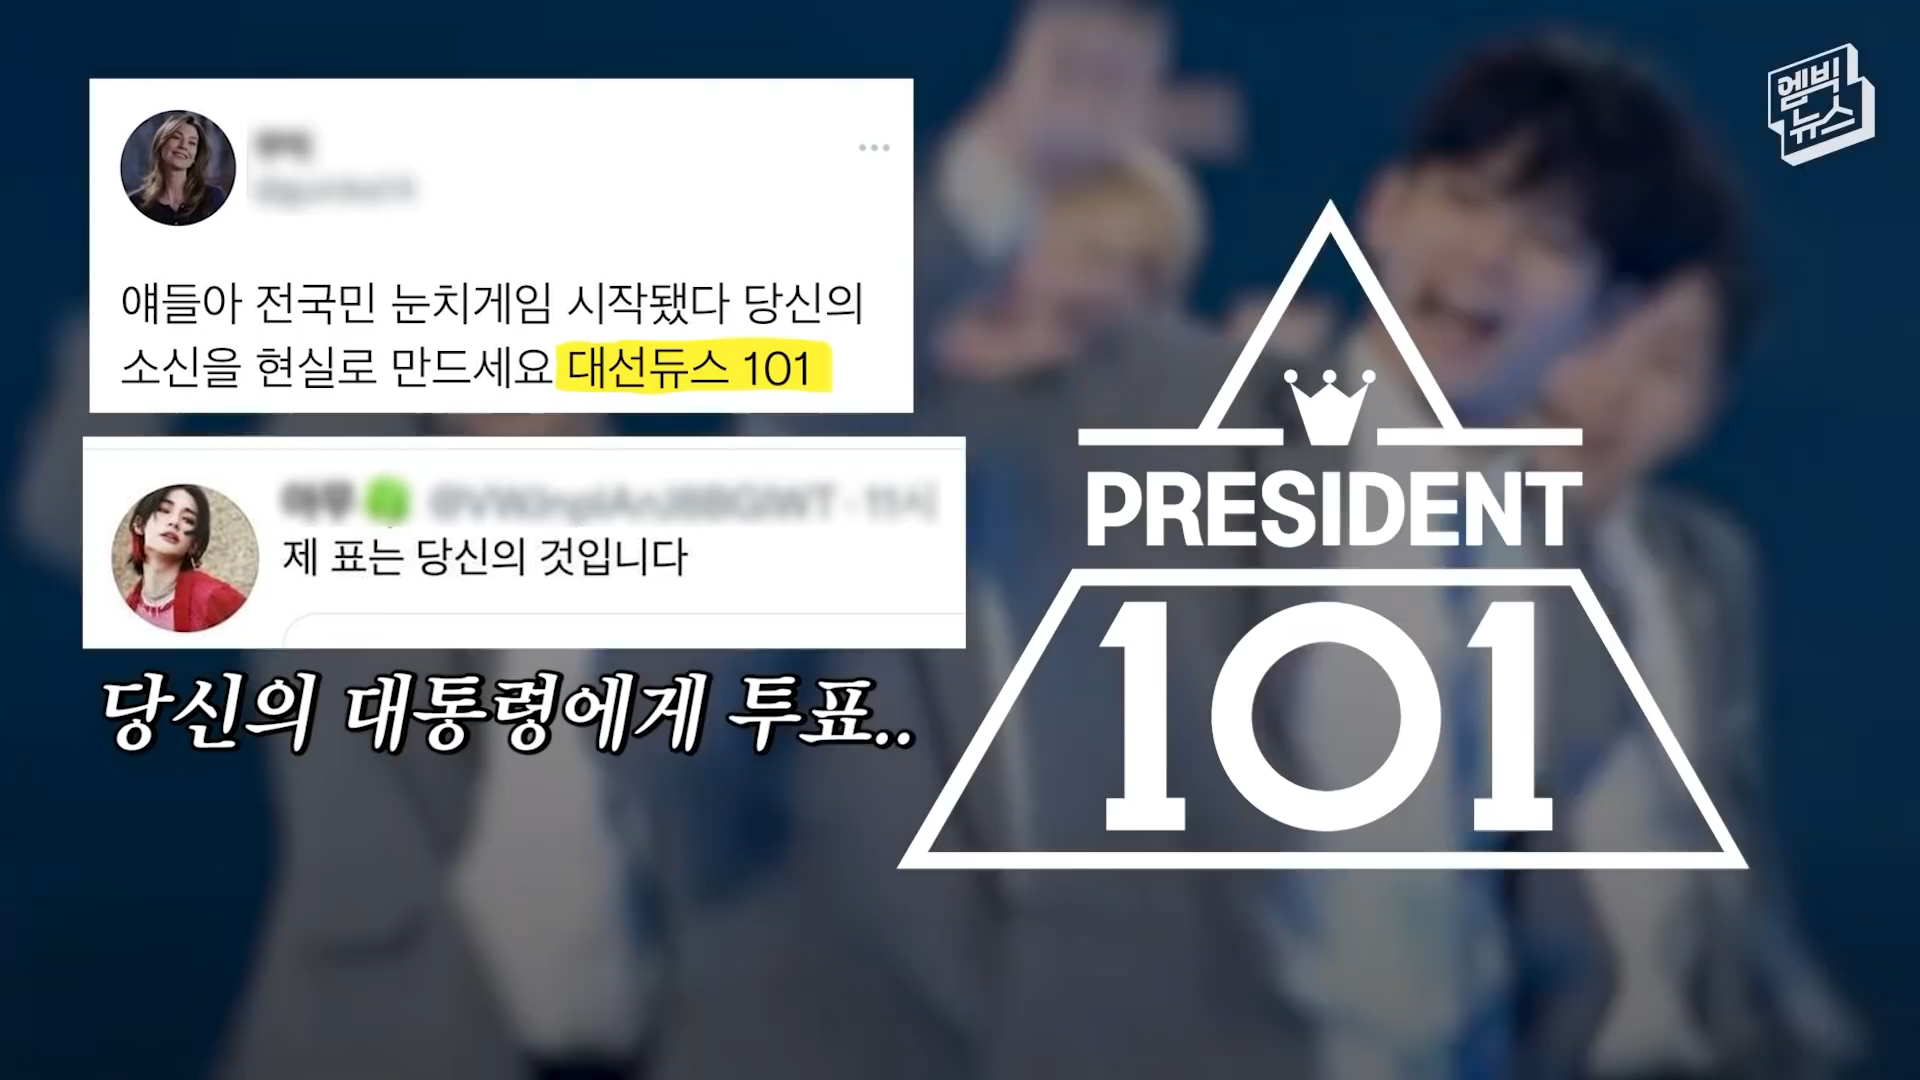 엠빅
뉴스
얘들아 전국민 눈치게임 시작됐다 당신의
소신을 현실로 만드세요 대선듀스 101
제 표는 당신의 것입니다
당신의 대통령에게 투표..
PRESIDENT
101